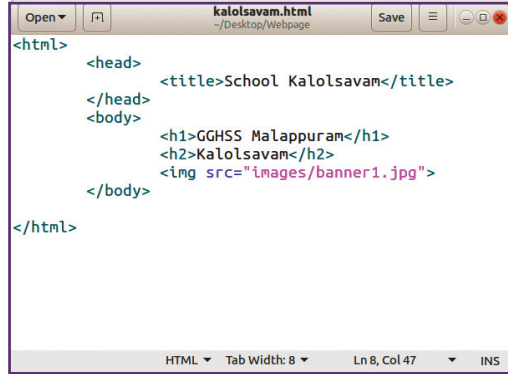 Open
kalolsavam.html
~/Desktop/Webpage
Save
<html>
<head>
<title>School Kalolsavam</title>
</head>
<body>
<h1>GGHSS Malappuram</h1>
<h2>Kalolsavam</h2>
<img src="images/banner1.jpg">
</body>
</html>
HTML Tab Width: 8 Ln 8, Col 47 INS